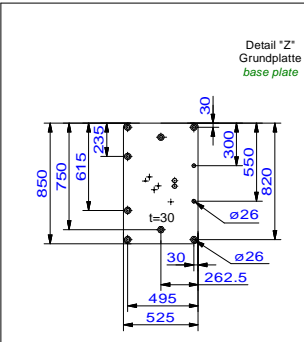 Detail "Z"
Grundplatte
base plate
30
235
300
550
615
750
820
850
t=30
ø26
30
ø26
262.5
495
525